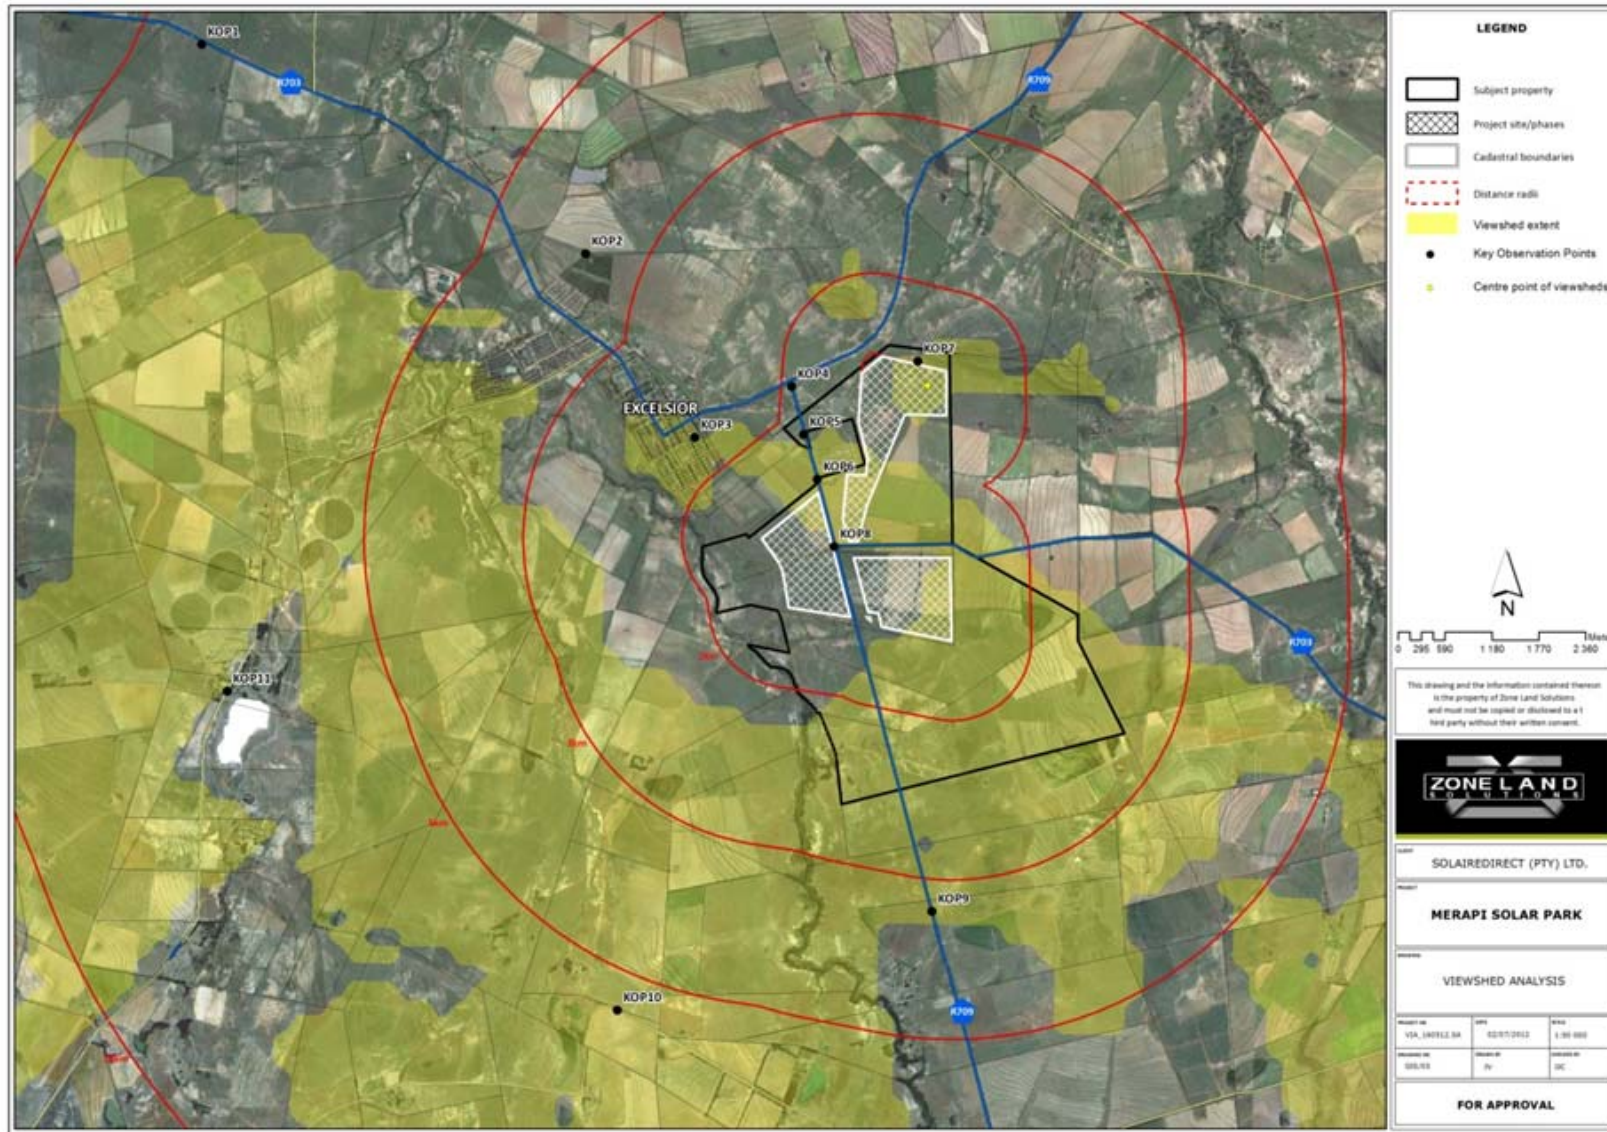 KOP1
R703
R709
KOP2
KOP7
KOP4
EXCELSIOR
KOP3
KOP5
KOP6
KOP8
R703
KOP11
KOP9
KOP10
R709
LEGEND
Subject property
Project site/phases
Cadastral boundaries
Distance radii
Viewshed extent
Key Observation Points
Centre point of viewsheds
N
0 295 590 1 180 1 770 2 360
This drawing and the information contained thereon
is the property of Zone Land Solutions
and must not be copied or disclosed to a t
hird party without their written consent.
ZONE LAND
SOLUTIONS
SOLAIREDIRECT (PTY) LTD.
MERAPI SOLAR PARK
VIEWSHED ANALYSIS
FOR APPROVAL